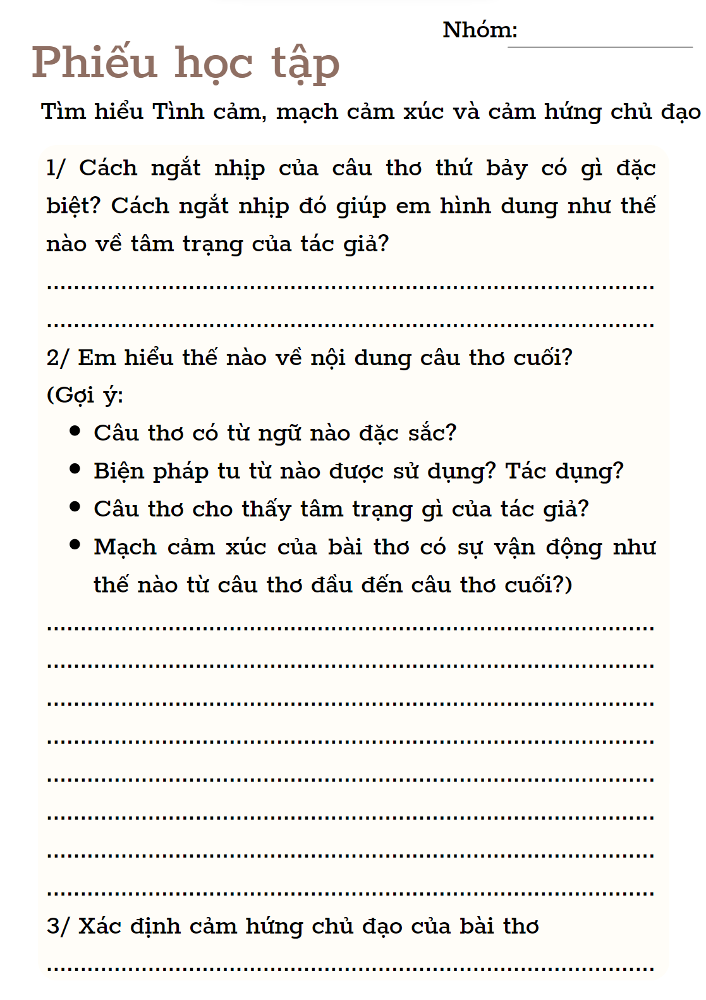 Nhóm:
Phiếu học tập
Tìm hiểu Tình cảm, mạch cảm xúc và cảm hứng chủ đạo
1/ Cách ngắt nhịp của câu thơ thứ bảy có gì đặc
biệt? Cách ngắt nhịp đó giúp em hình dung như thế
nào về tâm trạng của tác giả?
..........................................................................................
..........................................................................................
2/ Em hiểu thế nào về nội dung câu thơ cuối?
(Gợi ý:
• Câu thơ có từ ngữ nào đặc sắc?
• Biện pháp tu từ nào được sử dụng? Tác dụng?
• Câu thơ cho thấy tâm trạng gì của tác giả?
• Mạch cảm xúc của bài thơ có sự vận động như
thế nào từ câu thơ đầu đến câu thơ cuối?)
..........................................................................................
..........................................................................................
..........................................................................................
..........................................................................................
..........................................................................................
..........................................................................................
..........................................................................................
..........................................................................................
3/ Xác định cảm hứng chủ đạo của bài thơ
..........................................................................................